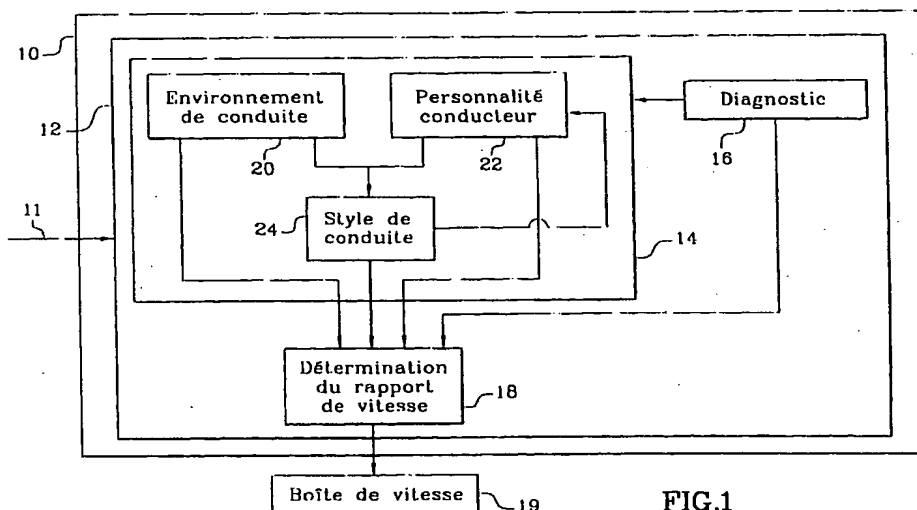 10
12
Environnement
de conduite
20
Personnalité
conducteur
22
Diagnostic
16
11
24
Style de
conduite
14
Détermination
du rapport
de vitesse
18
Boîte de vitesse
19
FIG.1